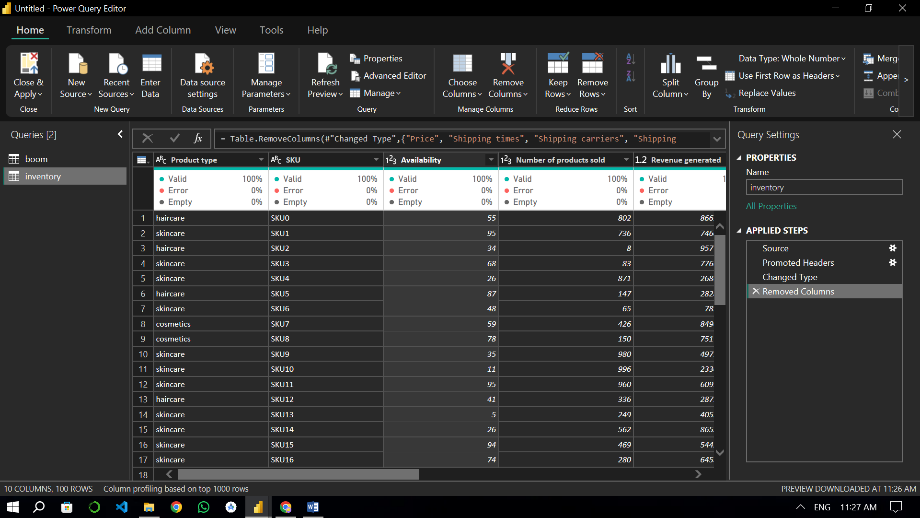 Untitled - Power Query Editor
Home Transform Add Column View Tools Help
Close & Apply
New Source
Recent Sources
Enter Data
Data source settings
Manage Parameters
Refresh Preview
Properties
Advanced Editor
Manage
Choose Columns
Remove Columns
Keep Rows
Remove Rows
Split Column
Group By
Data Type: Whole Number
Use First Row as Headers
Replace Values
Merg
Appe
Comb
Close New Query Data Sources Parameters Query Manage Columns Reduce Rows Sort Transform Co
Queries [2]
boom
inventory
fx = Table.RemoveColumns(#"Changed Type",{"Price", "Shipping times", "Shipping carriers", "Shipping
ABC Product type ABC SKU 123 Availability 123 Number of products sold 1.2 Revenue generated
Valid 100% Valid 100% Valid 100% Valid 100% Valid 1
Error 0% Error 0% Error 0% Error 0% Error
Empty 0% Empty 0% Empty 0% Empty 0% Empty
1 haircare SKU0 55 802 866
2 skincare SKU1 95 736 746
3 haircare SKU2 34 8 957
4 skincare SKU3 68 83 776
5 skincare SKU4 26 871 268
6 haircare SKU5 87 147 282
7 skincare SKU6 48 65 78
8 cosmetics SKU7 59 426 849
9 cosmetics SKU8 78 150 751
10 skincare SKU9 35 980 497
11 skincare SKU10 11 996 233
12 skincare SKU11 95 960 609
13 haircare SKU12 41 336 287
14 skincare SKU13 5 249 405
15 skincare SKU14 26 562 865
16 skincare SKU15 94 469 544
17 skincare SKU16 74 280 645
18
Query Settings
PROPERTIES
Name
inventory
All Properties
APPLIED STEPS
Source
Promoted Headers
Changed Type
Removed Columns
10 COLUMNS, 100 ROWS Column profiling based on top 1000 rows PREVIEW DOWNLOADED AT 11:26 AM
ENG 11:27 AM